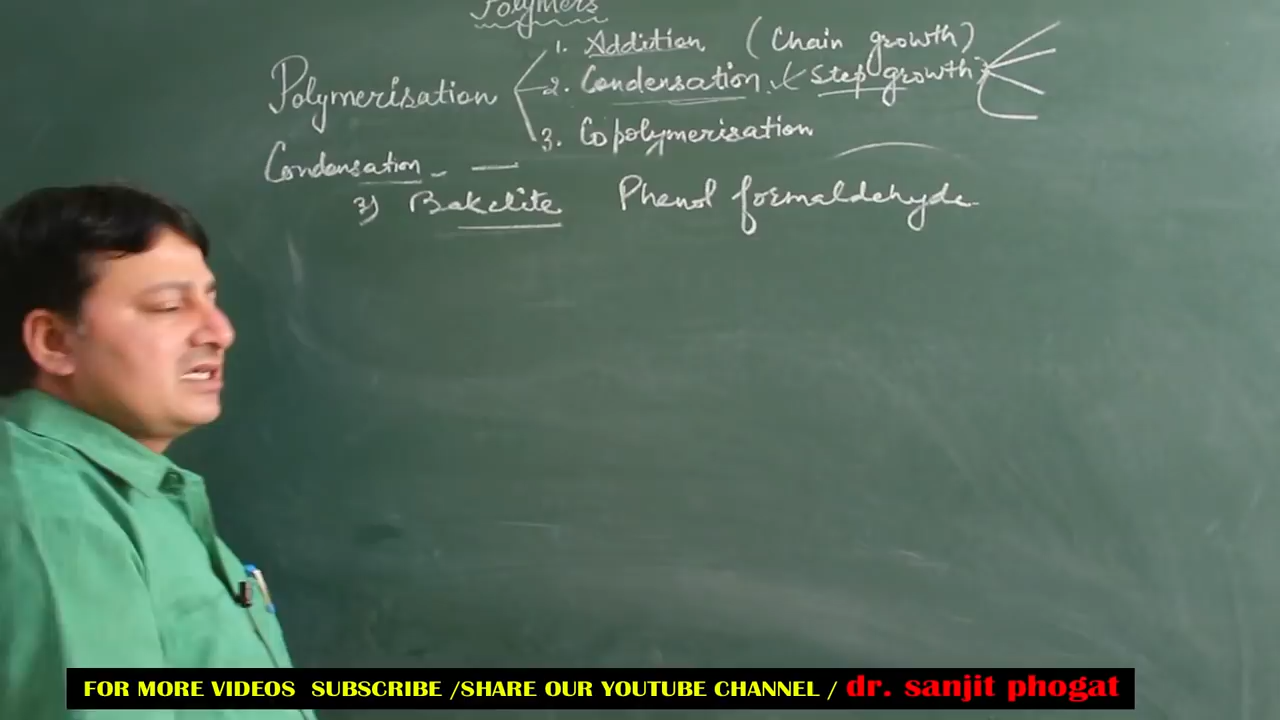 Polymers
Polymerisation
1. Addition (Chain growth)
2. Condensation (Step growth)
3. Copolymerisation
Condensation - —
3) Bakelite Phenol formaldehyde
FOR MORE VIDEOS SUBSCRIBE /SHARE OUR YOUTUBE CHANNEL / dr. sanjit phogat